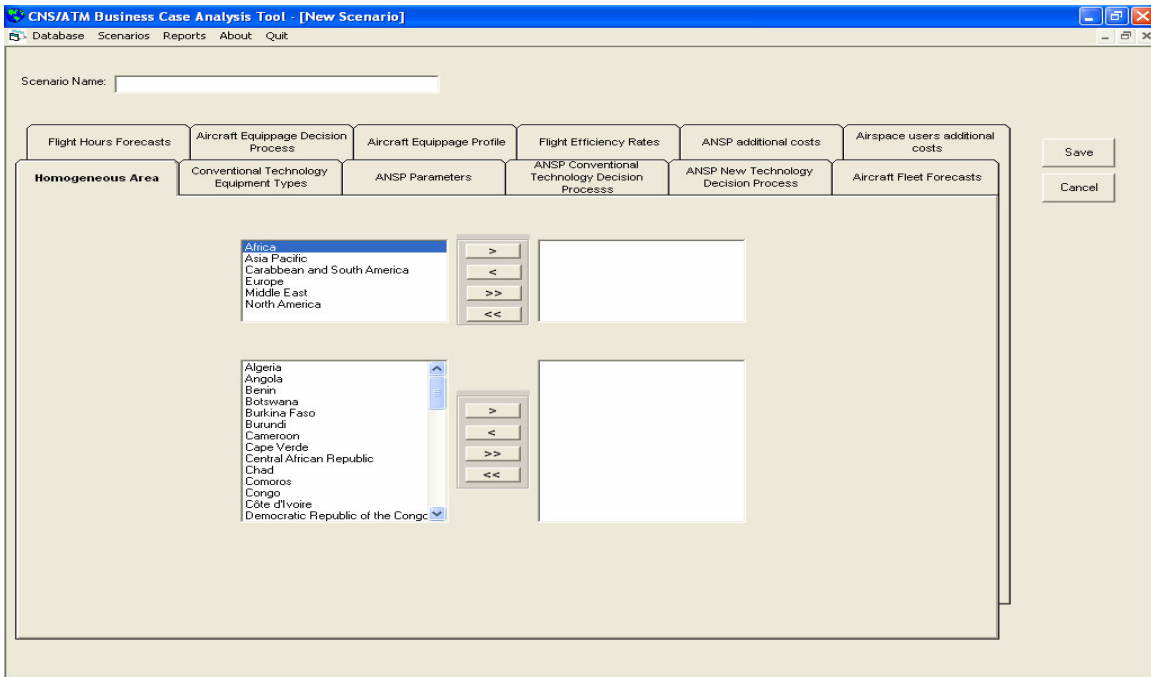 CNS/ATM Business Case Analysis Tool - [New Scenario]
Database Scenarios Reports About Quit
Scenario Name:
Flight Hours Forecasts
Aircraft Equippage Decision
Process
Aircraft Equippage Profile
Flight Efficiency Rates
ANSP additional costs
Airspace users additional
costs
Homogeneous Area
Conventional Technology
Equipment Types
ANSP Parameters
ANSP Conventional
Technology Decision
Processs
ANSP New Technology
Decision Process
Aircraft Fleet Forecasts
Save
Cancel
Africa
Asia Pacific
Carabbean and South America
Europe
Middle East
North America
>
<
>>
<<
Algeria
Angola
Benin
Botswana
Burkina Faso
Burundi
Cameroon
Cape Verde
Central African Republic
Chad
Comoros
Congo
Côte d'Ivoire
Democratic Republic of the Congo
>
<
>>
<<